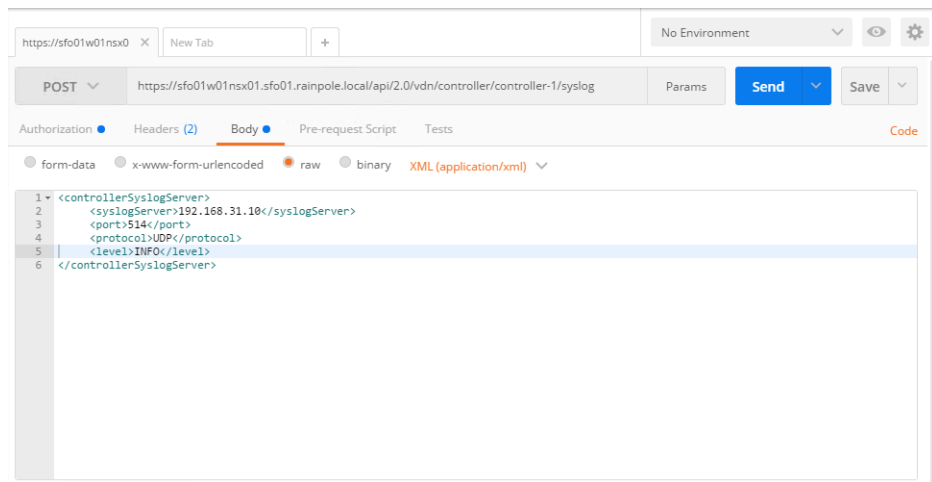 https://sfo01w01nsx0 × New Tab +
No Environment
POST https://sfo01w01nsx01.sfo01.rainpole.local/api/2.0/vdn/controller/controller-1/syslog Params Send Save
Authorization Headers (2) Body Pre-request Script Tests Code
form-data x-www-form-urlencoded raw binary XML (application/xml)
1 <controllerSyslogServer>
2 <syslogServer>192.168.31.10</syslogServer>
3 <port>514</port>
4 <protocol>UDP</protocol>
5 <level>INFO</level>
6 </controllerSyslogServer>